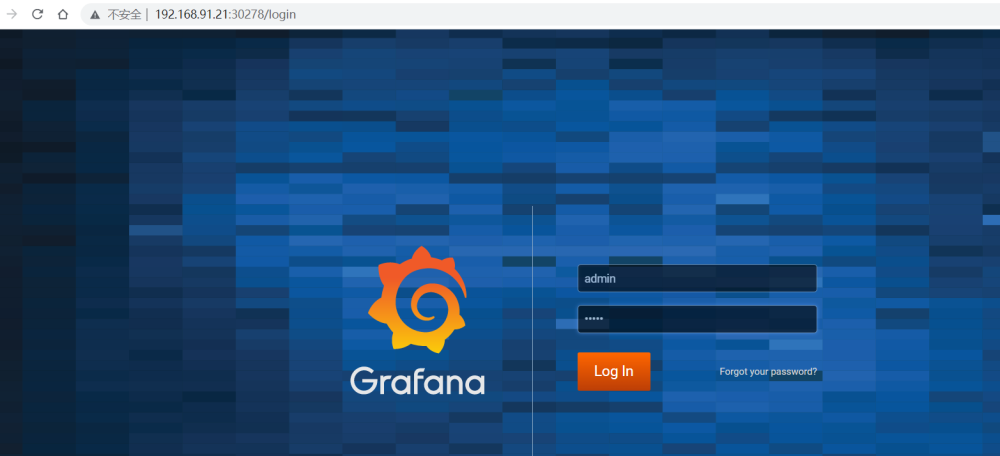 不安全 | 192.168.91.21:30278/login
admin
•••••
Log In
Forgot your password?
Grafana